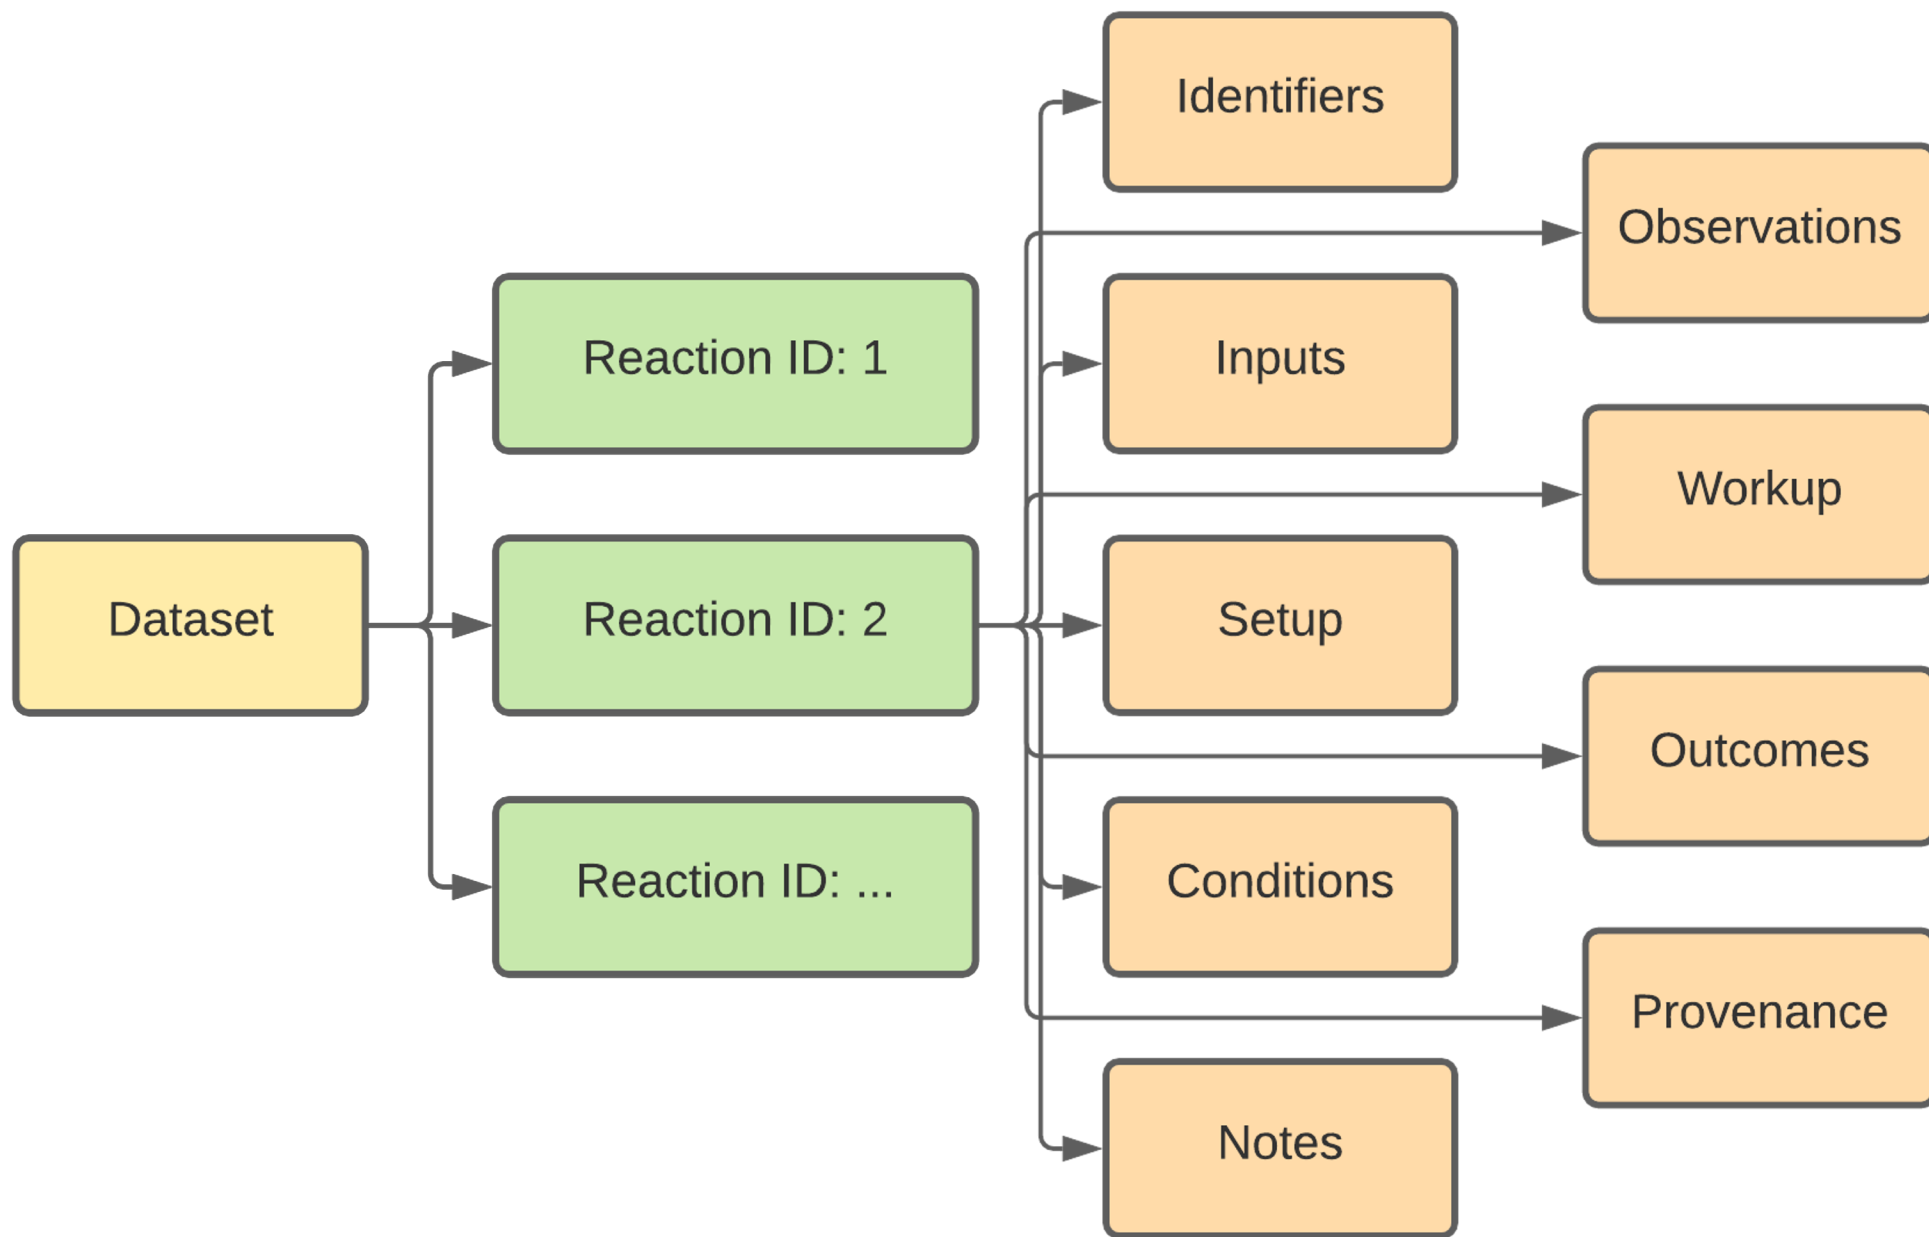 Dataset
Reaction ID: 1
Reaction ID: 2
Reaction ID: ...
Identifiers
Inputs
Setup
Conditions
Notes
Observations
Workup
Outcomes
Provenance